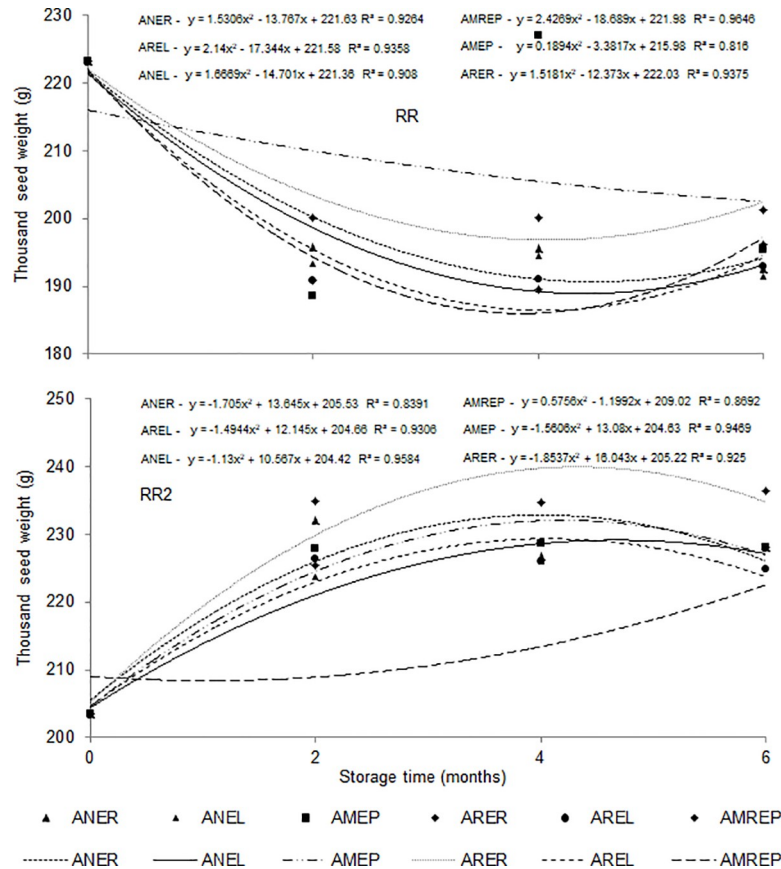 ANER - y = 1.5306x² - 13.767x + 221.63 R² = 0.9264
AMREP - y = 2.4269x² - 18.689x + 221.98 R² = 0.9646
AREL - y = 2.14x² - 17.344x + 221.58 R² = 0.9358
AMEP - y = 0.1894x² - 3.3817x + 215.98 R² = 0.816
ANEL - y = 1.6669x² - 14.701x + 221.36 R² = 0.908
ARER - y = 1.5181x² - 12.373x + 222.03 R² = 0.9375
RR
Thousand seed weight (g)
230
220
210
200
190
180
ANER - y = -1.705x² + 13.645x + 205.53 R² = 0.8391
AMREP - y = 0.5756x² - 1.1992x + 209.02 R² = 0.8692
AREL - y = -1.4944x² + 12.145x + 204.66 R² = 0.9306
AMEP - y = -1.5606x² + 13.08x + 204.63 R² = 0.9469
ANEL - y = -1.13x² + 10.567x + 204.42 R² = 0.9584
ARER - y = -1.8537x² + 16.043x + 205.22 R² = 0.925
RR2
Thousand seed weight (g)
250
240
230
220
210
200
0 2 4 6
Storage time (months)
ANER ANEL AMEP ARER AREL AMREP
ANER ANEL AMEP ARER AREL AMREP